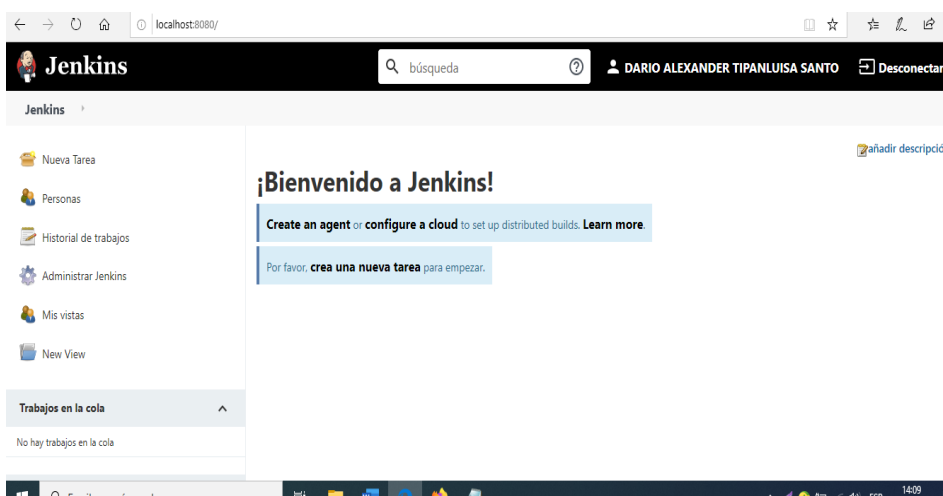 localhost:8080/
Jenkins
búsqueda
DARIO ALEXANDER TIPANLUISA SANTO
Desconectar
Jenkins
añadir descripció
Nueva Tarea
Personas
Historial de trabajos
Administrar Jenkins
Mis vistas
New View
Trabajos en la cola
No hay trabajos en la cola
¡Bienvenido a Jenkins!
Create an agent or configure a cloud to set up distributed builds. Learn more.
Por favor, crea una nueva tarea para empezar.
14:09